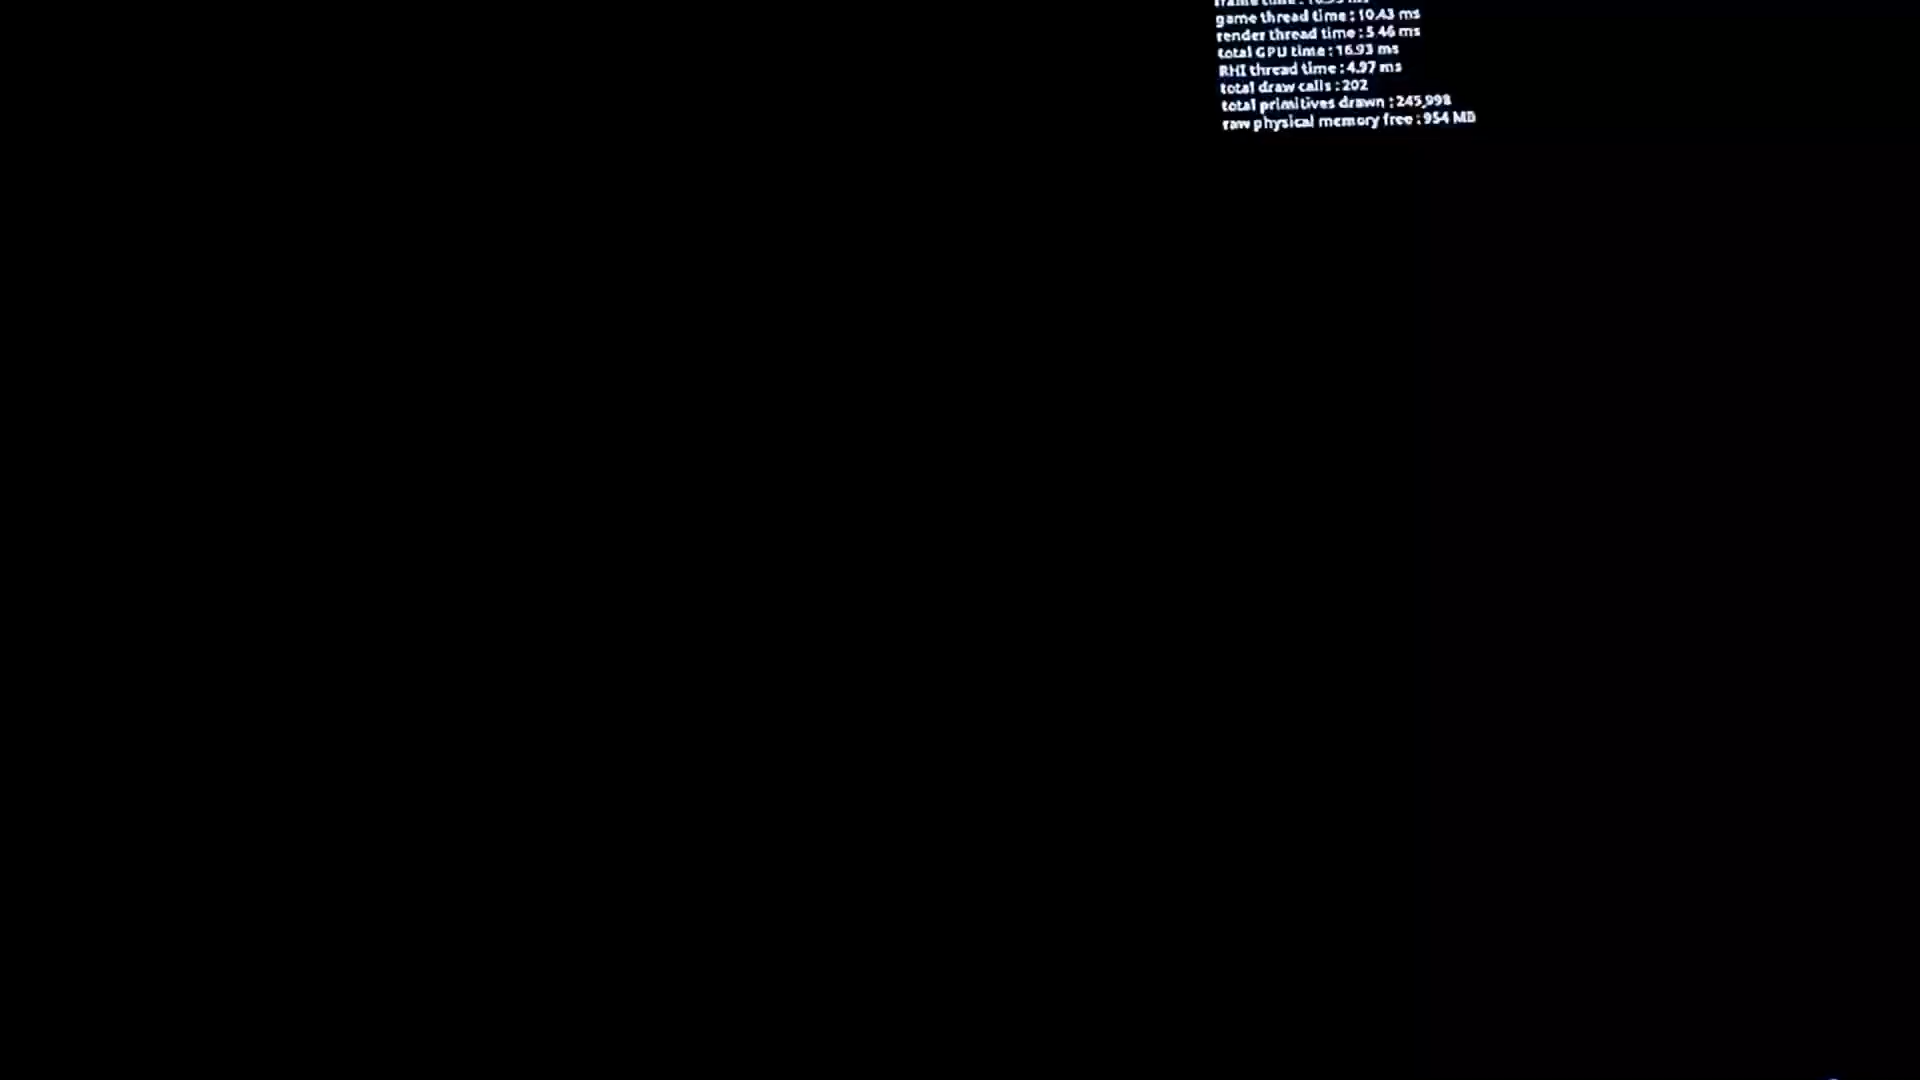 frame time :
game thread time : 10.43 ms
render thread time : 5.46 ms
total GPU time : 16.93 ms
RHI thread time : 4.97 ms
total draw calls : 202
total primitives drawn : 245,998
raw physical memory free : 954 MB